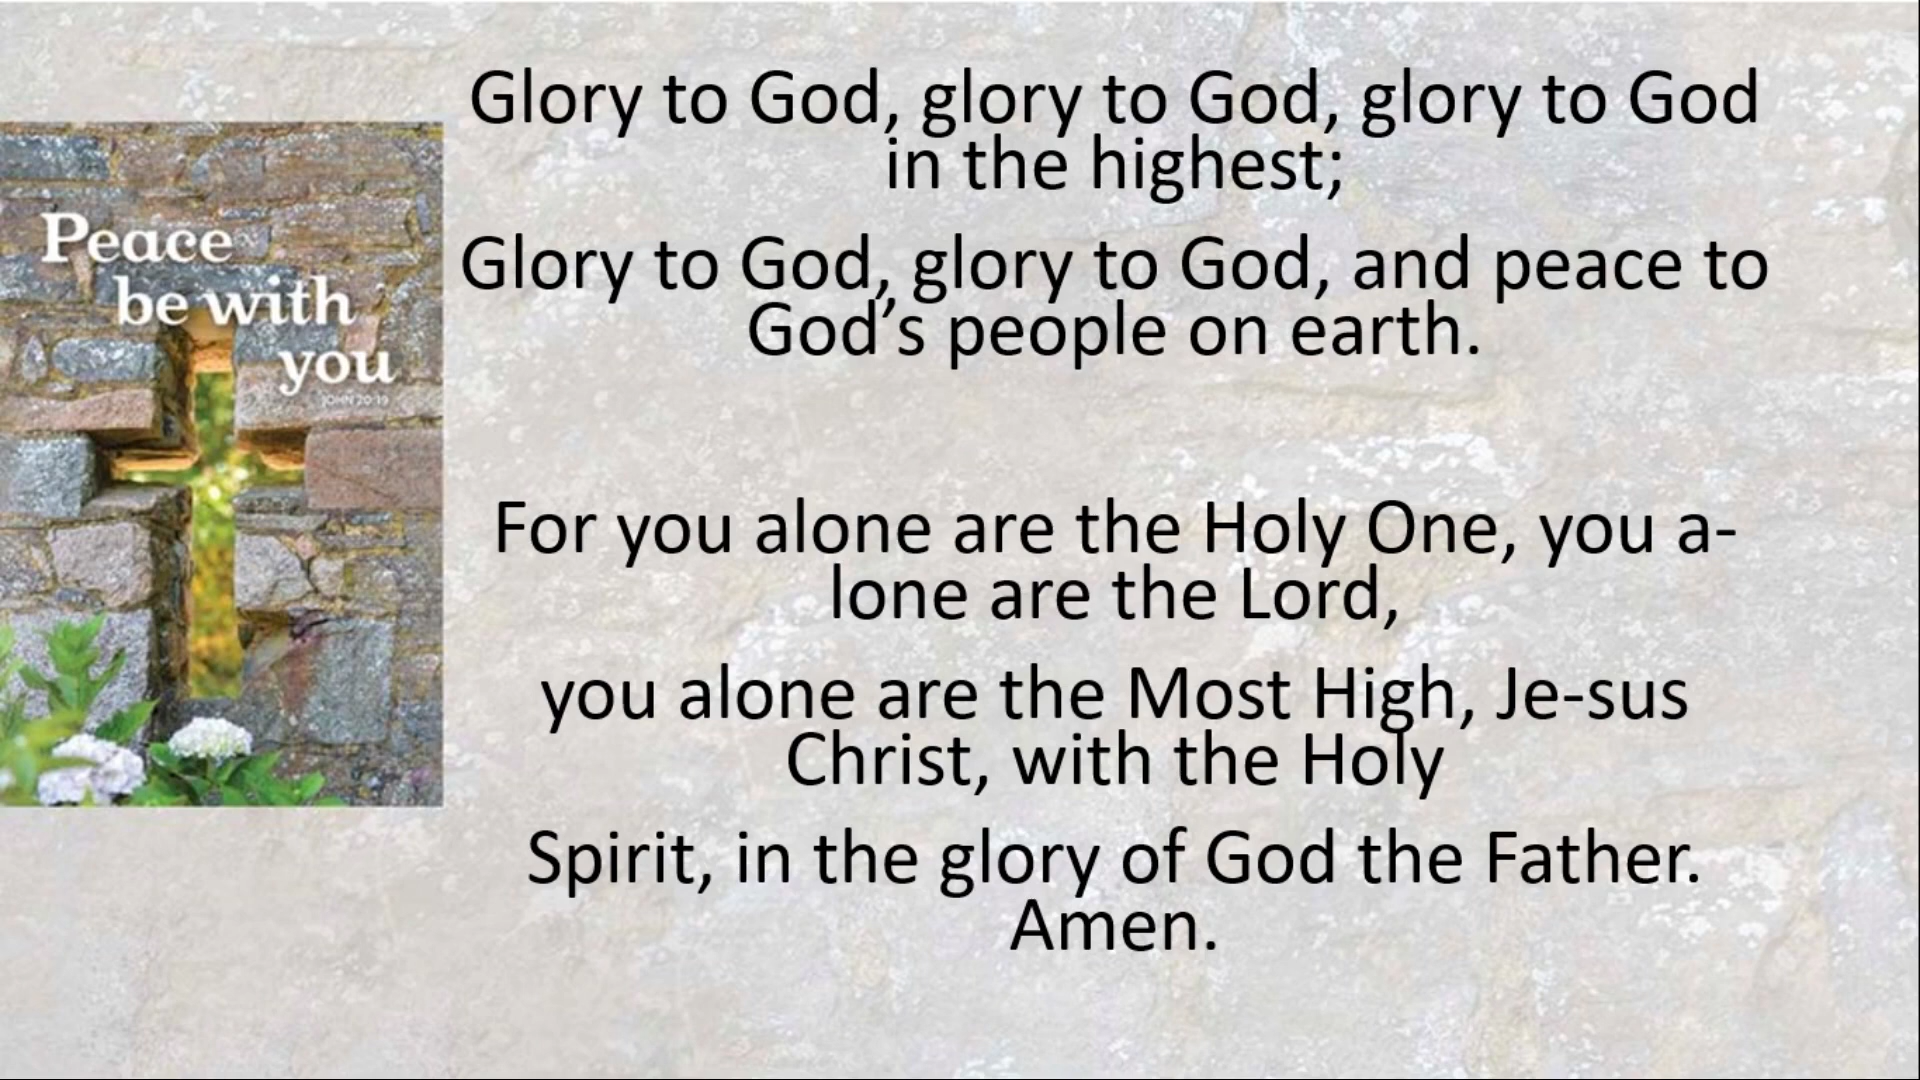 Peace
be with
you
JOHN 20:19
Glory to God, glory to God, glory to God
in the highest;
Glory to God, glory to God, and peace to
God’s people on earth.
For you alone are the Holy One, you a-
lone are the Lord,
you alone are the Most High, Je-sus
Christ, with the Holy
Spirit, in the glory of God the Father.
Amen.